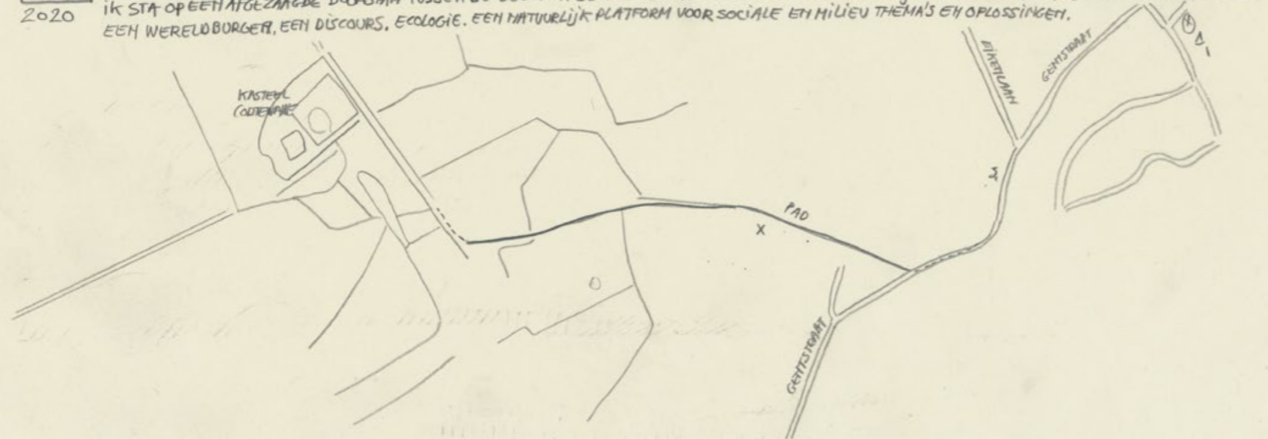 2020
IK STA OP EEN AFGEZAAGDE
EEN WERELDBURGER, EEN DISCOURS, ECOLOGIE. EEN NATUURLIJK PLATFORM VOOR SOCIALE EN MILIEU THEMA'S EN OPLOSSINGEN.
KASTEEL
EIKENLAAN
GENTSTRAAT
PAD
X
GENTSTRAAT